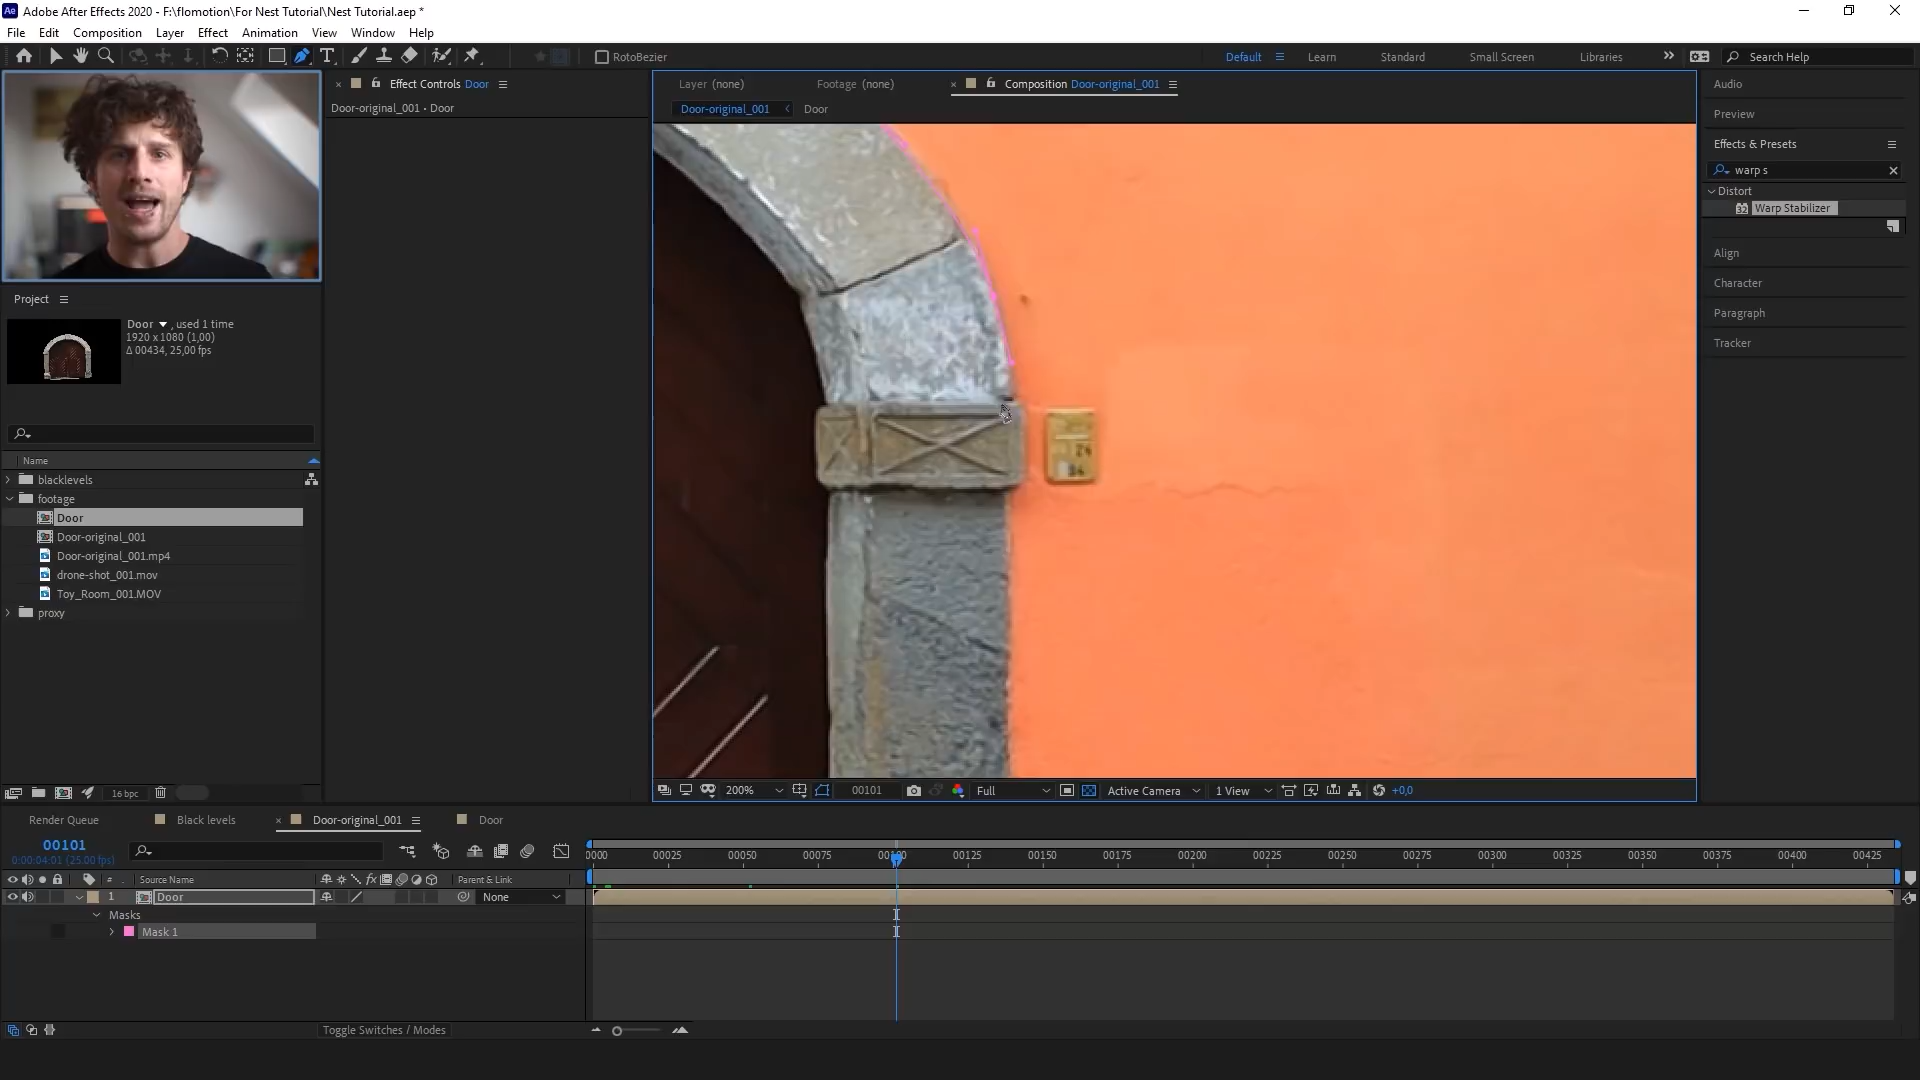 Ae Adobe After Effects 2020 - F:\flomotion\For Nest Tutorial\Nest Tutorial.aep *
File Edit Composition Layer Effect Animation View Window Help
RotoBezier Default Learn Standard Small Screen Libraries Search Help
Effect Controls Door
Door-original_001 • Door
Layer (none) Footage (none) Composition Door-original_001
Door-original_001 Door
Audio
Preview
Effects & Presets
warp s
Distort
32 Warp Stabilizer
Align
Character
Paragraph
Tracker
Project
Door , used 1 time
1920 x 1080 (1,00)
Δ 00434, 25,00 fps
Name
blacklevels
footage
Door
Door-original_001
Door-original_001.mp4
drone-shot_001.mov
Toy_Room_001.MOV
proxy
16 bpc
200% 00101 Full Active Camera 1 View +0,0
Render Queue Black levels Door-original_001 Door
00101
0:00:04:01 (25.00 fps)
0000 00025 00050 00075 00100 00125 00150 00175 00200 00225 00250 00275 00300 00325 00350 00375 00400 00425
# Source Name fx Parent & Link
1 Door None
Masks
Mask 1
Toggle Switches / Modes